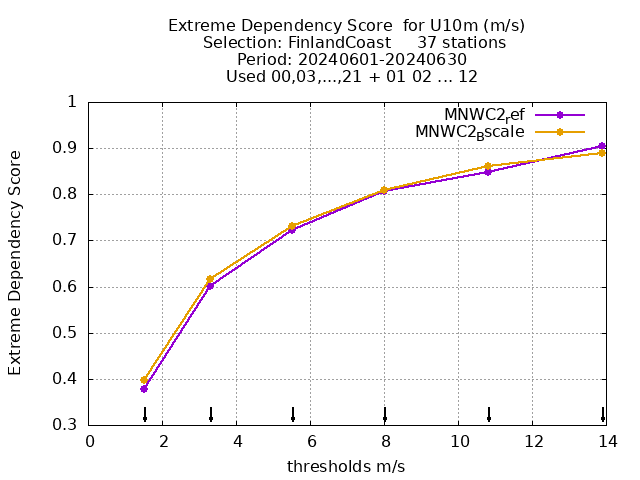 Extreme Dependency Score  for U10m (m/s)
Selection: FinlandCoast     37 stations
Period: 20240601-20240630
Used 00,03,...,21 + 01 02 ... 12
MNWC2ref
MNWC2Bscale
Extreme Dependency Score
1
0.9
0.8
0.7
0.6
0.5
0.4
0.3
0 2 4 6 8 10 12 14
thresholds m/s